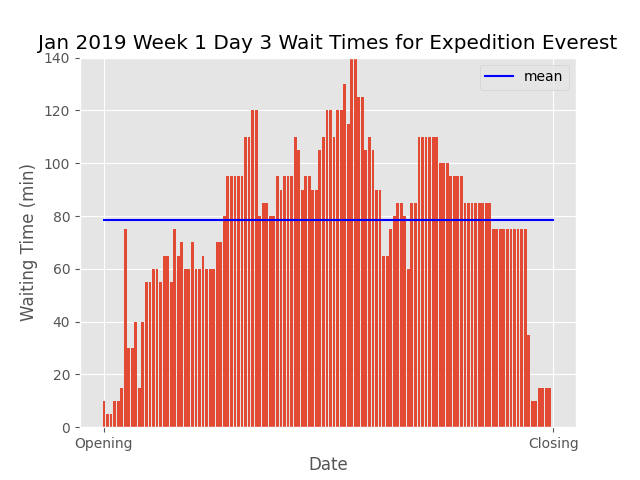 Jan 2019 Week 1 Day 3 Wait Times for Expedition Everest
mean
140
120
100
80
60
40
20
0
Waiting Time (min)
Opening
Closing
Date